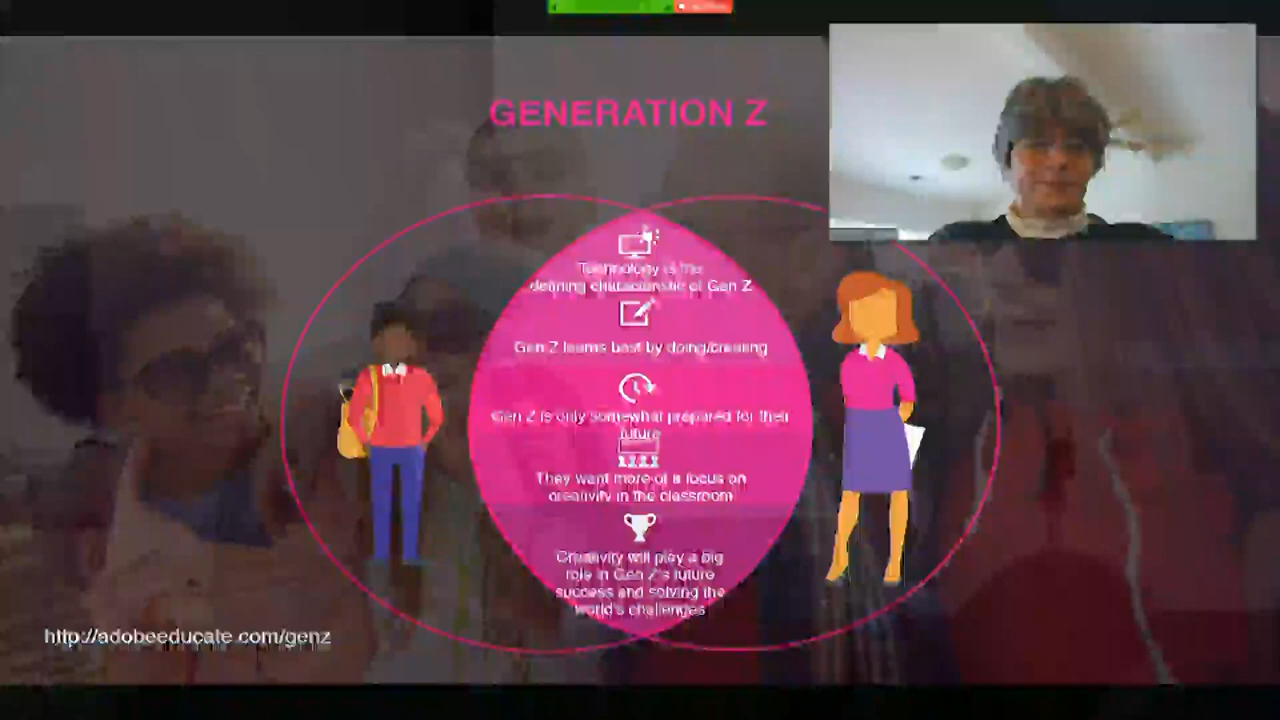 GENERATION Z
Technology is the
defining characteristic of Gen Z
Gen Z learns best by doing/creating
Gen Z is only somewhat prepared for their
future
They want more of a focus on
creativity in the classroom
Creativity will play a big
role in Gen Z's future
success and solving the
world's challenges
http://adobeeducate.com/genz